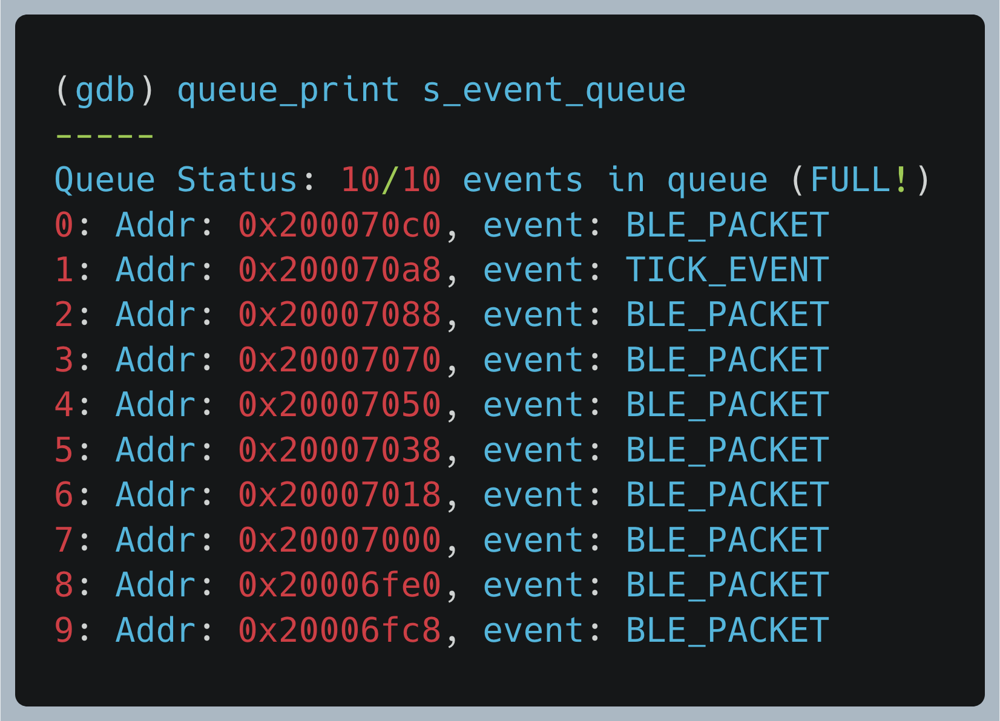 (gdb) queue_print s_event_queue
-----
Queue Status: 10/10 events in queue (FULL!)
0: Addr: 0x200070c0, event: BLE_PACKET
1: Addr: 0x200070a8, event: TICK_EVENT
2: Addr: 0x20007088, event: BLE_PACKET
3: Addr: 0x20007070, event: BLE_PACKET
4: Addr: 0x20007050, event: BLE_PACKET
5: Addr: 0x20007038, event: BLE_PACKET
6: Addr: 0x20007018, event: BLE_PACKET
7: Addr: 0x20007000, event: BLE_PACKET
8: Addr: 0x20006fe0, event: BLE_PACKET
9: Addr: 0x20006fc8, event: BLE_PACKET